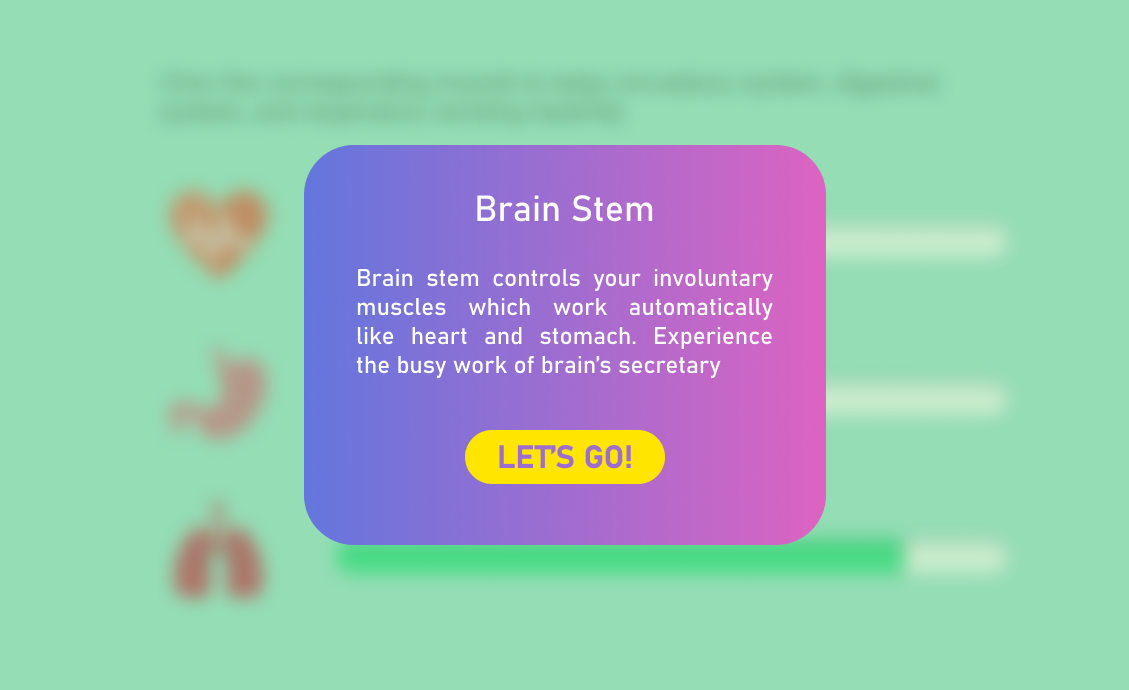 Brain Stem
Brain stem controls your involuntary
muscles which work automatically
like heart and stomach. Experience
the busy work of brain's secretary
LET'S GO!